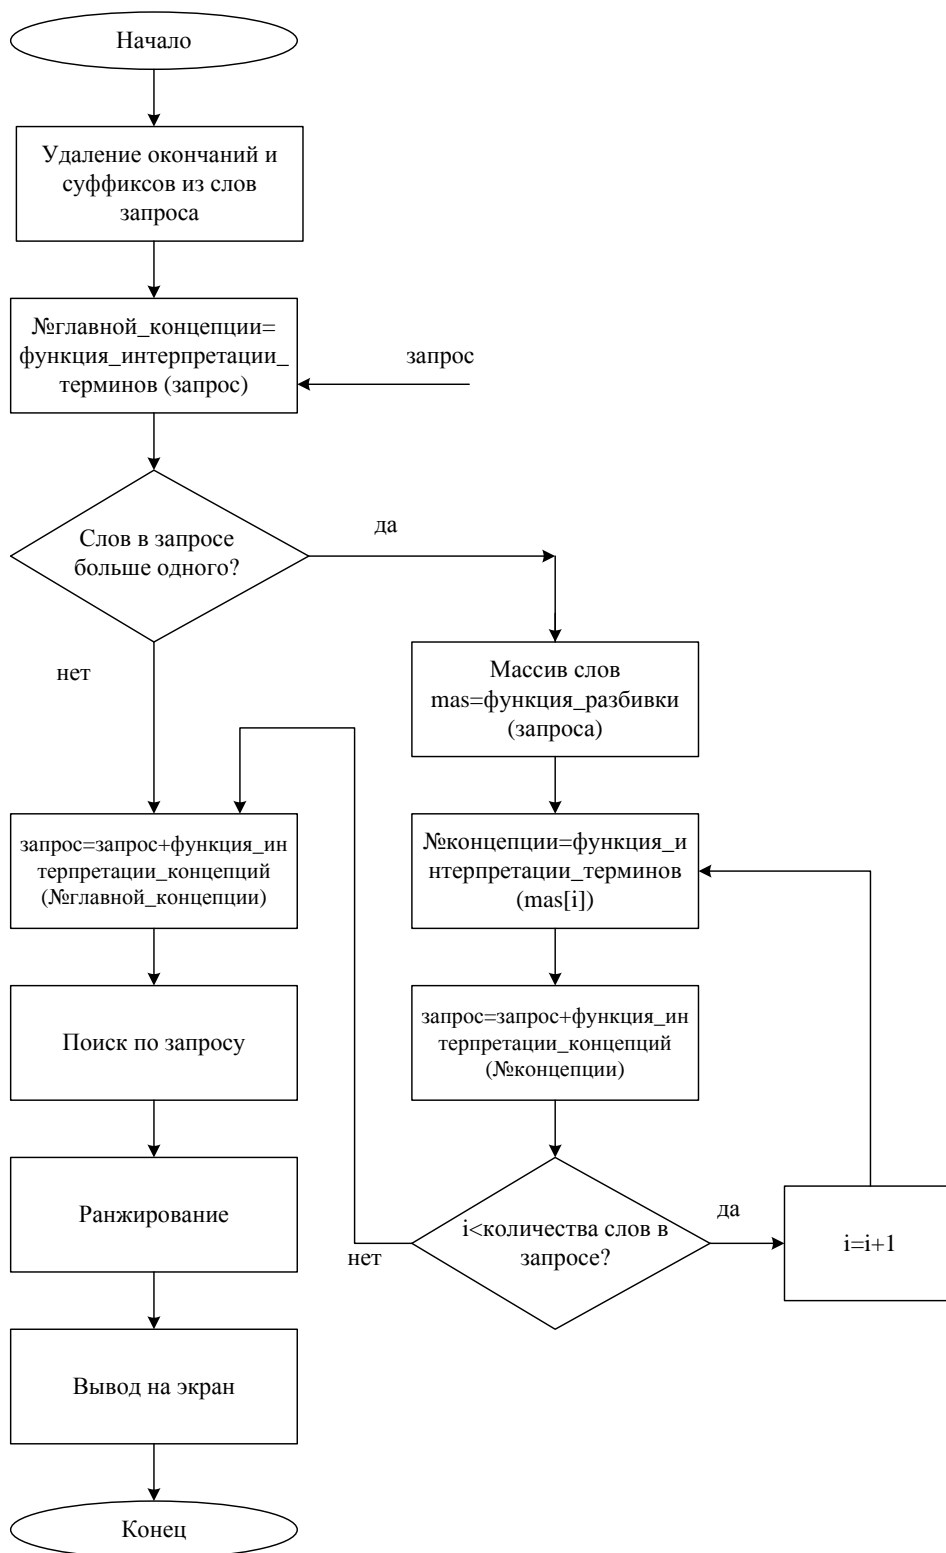 Начало
Удаление окончаний и
суффиксов из слов
запроса
№главной_концепции=
функция_интерпретации_
терминов (запрос)
запрос
Слов в запросе
больше одного?
да
нет
Массив слов
mas=функция_разбивки
(запроса)
запрос=запрос+функция_ин
терпретации_концепций
(№главной_концепции)
№концепции=функция_и
нтерпретации_терминов
(mas[i])
Поиск по запросу
запрос=запрос+функция_ин
терпретации_концепций
(№концепции)
Ранжирование
i<количества слов в
запросе?
да
нет
i=i+1
Вывод на экран
Конец